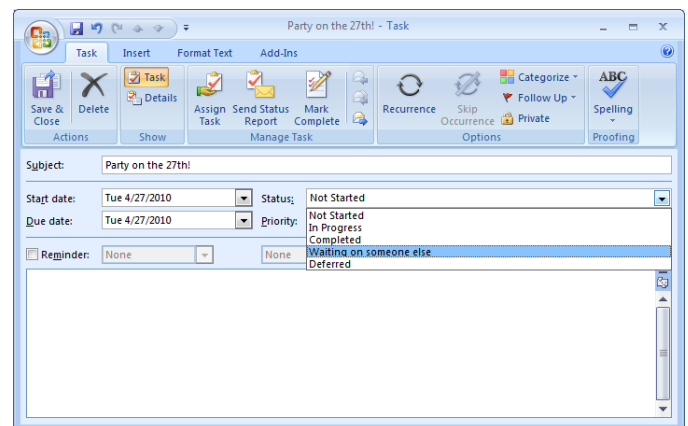 Party on the 27th! - Task
Task Insert Format Text Add-Ins
Save & Close
Delete
Actions
Task
Details
Show
Assign Task
Send Status Report
Mark Complete
Manage Task
Recurrence
Skip Occurrence
Categorize
Follow Up
Private
Options
ABC
Spelling
Proofing
Subject: Party on the 27th!
Start date: Tue 4/27/2010 Status: Not Started
Due date: Tue 4/27/2010 Priority:
Not Started
In Progress
Completed
Waiting on someone else
Deferred
Reminder: None None